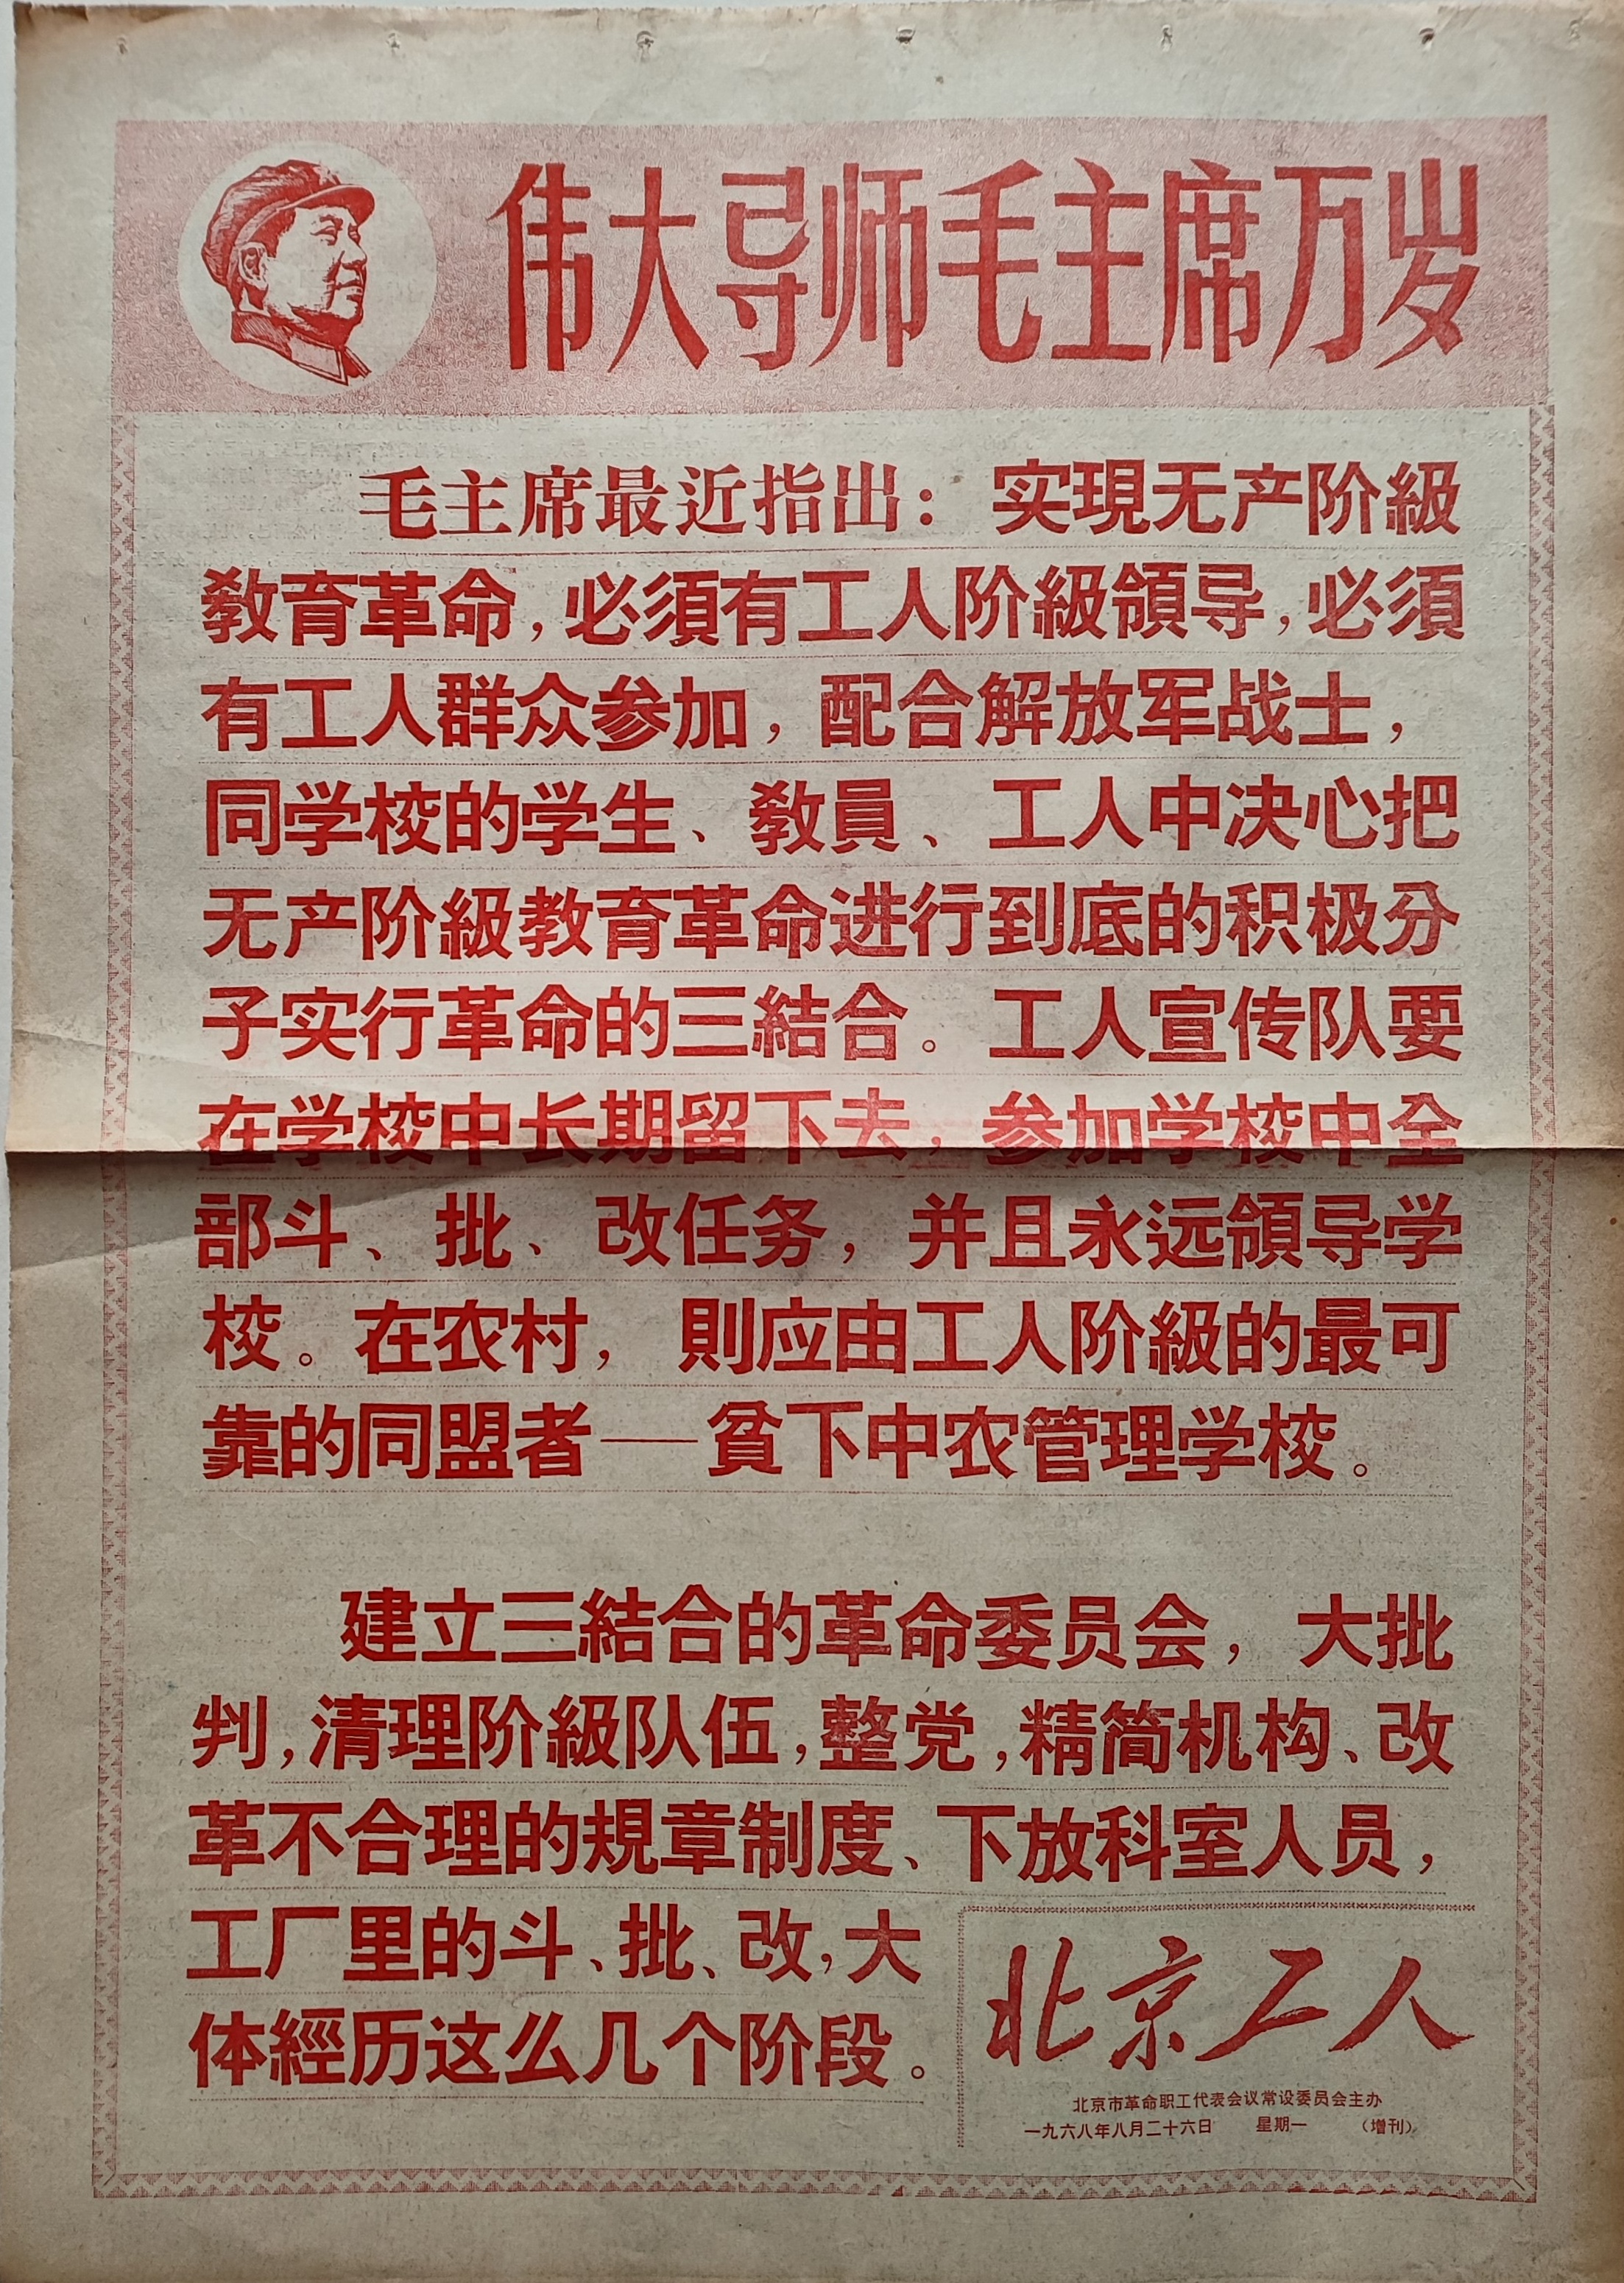 伟大导师毛主席万岁
毛主席最近指出：实現无产阶級
敎育革命，必須有工人阶級領导，必須
有工人群众参加，配合解放军战士，
同学校的学生、敎員、工人中决心把
无产阶級教育革命进行到底的积极分
子实行革命的三結合。工人宣传队要
在学校中长期留下去，参加学校中全
部斗、批、改任务，并且永远領导学
校。在农村，則应由工人阶級的最可
靠的同盟者——貧下中农管理学校。
建立三結合的革命委员会，大批
判，清理阶級队伍，整党，精简机构、改
革不合理的規章制度、下放科室人员，
工厂里的斗、批、改，大
体經历这么几个阶段。
北京工人
北京市革命职工代表会议常设委员会主办
一九六八年八月二十六日 星期一 （增刊）